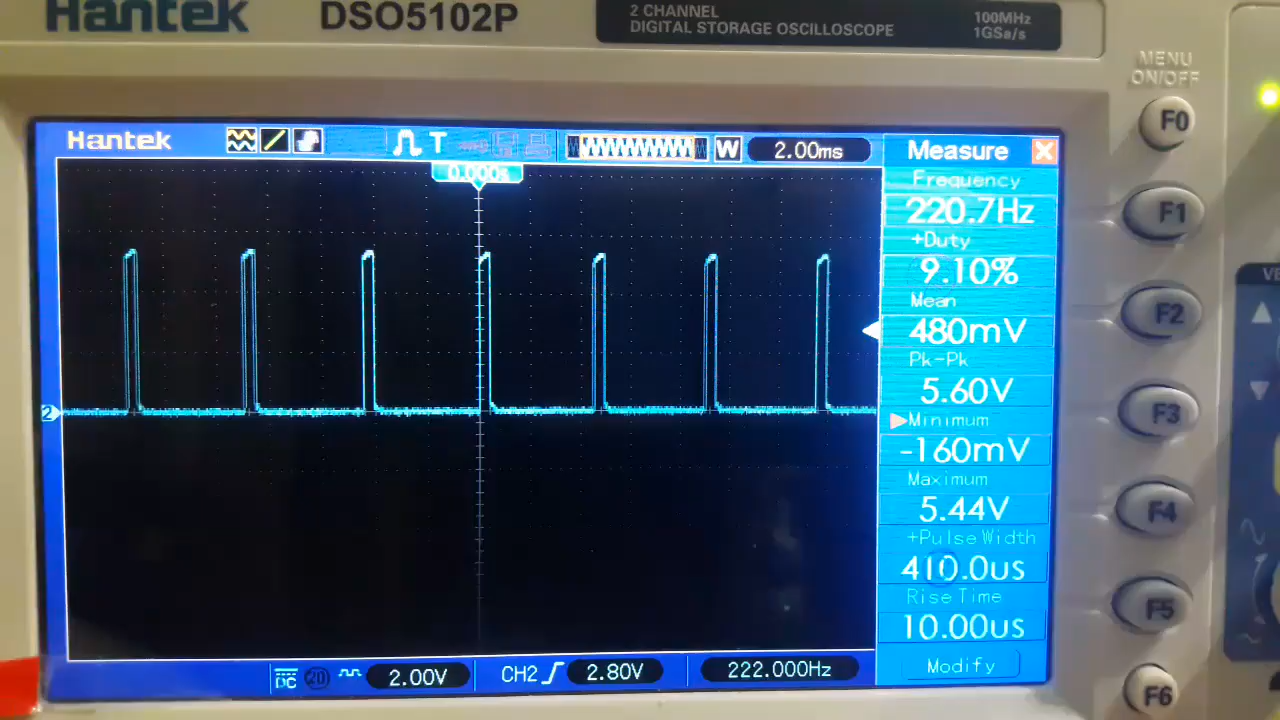 Hantek DSO5102P
2 CHANNEL
DIGITAL STORAGE OSCILLOSCOPE
100MHz
1GSa/s
MENU
ON/OFF
F0
Hantek T W 2.00ms
0.000s
Measure
Frequency
220.7Hz
+Duty
9.10%
Mean
480mV
Pk-Pk
5.60V
Minimum
-160mV
Maximum
5.44V
+Pulse Width
410.0us
Rise Time
10.00us
Modify
2
DC 20 2.00V CH2 2.80V 222.000Hz
F1
F2
F3
F4
F5
F6